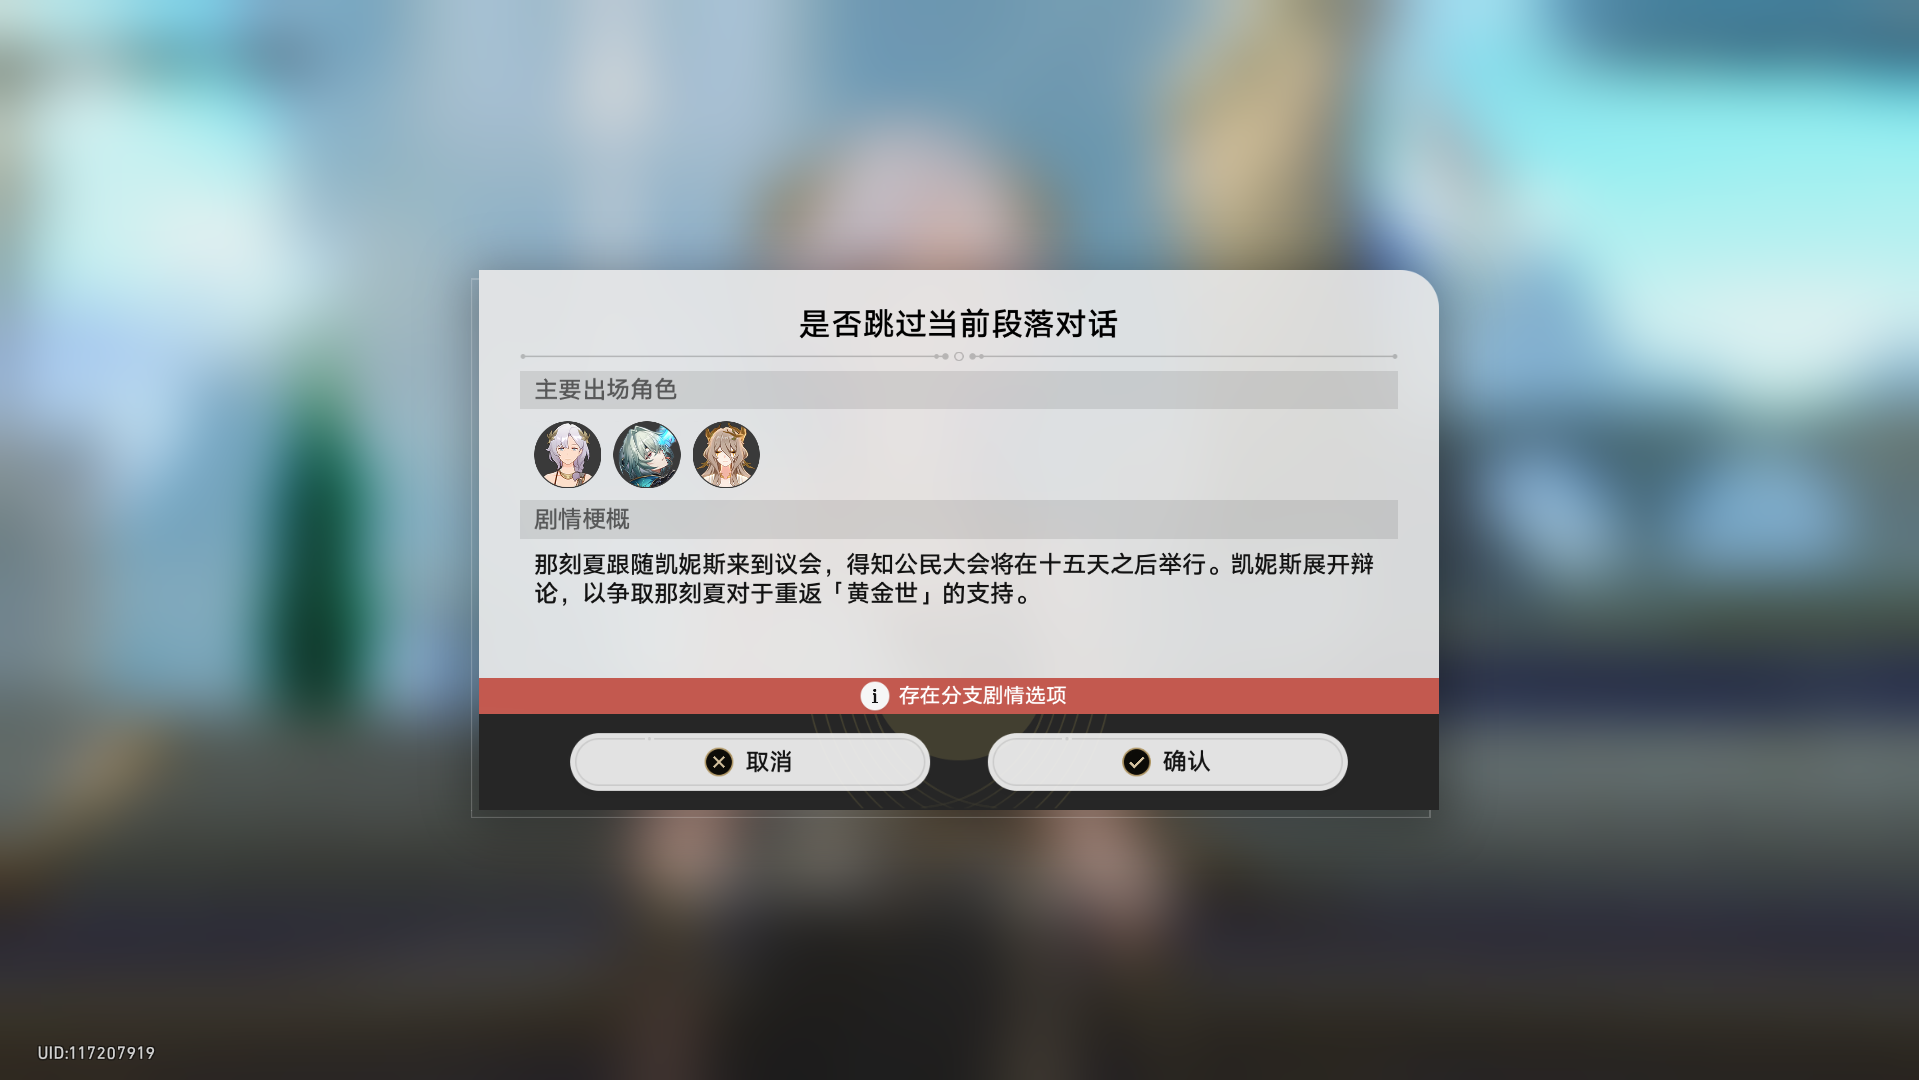 是否跳过当前段落对话
主要出场角色
剧情梗概
那刻夏跟随凯妮斯来到议会，得知公民大会将在十五天之后举行。凯妮斯展开辩
论，以争取那刻夏对于重返「黄金世」的支持。
存在分支剧情选项
取消
确认
UID:117207919